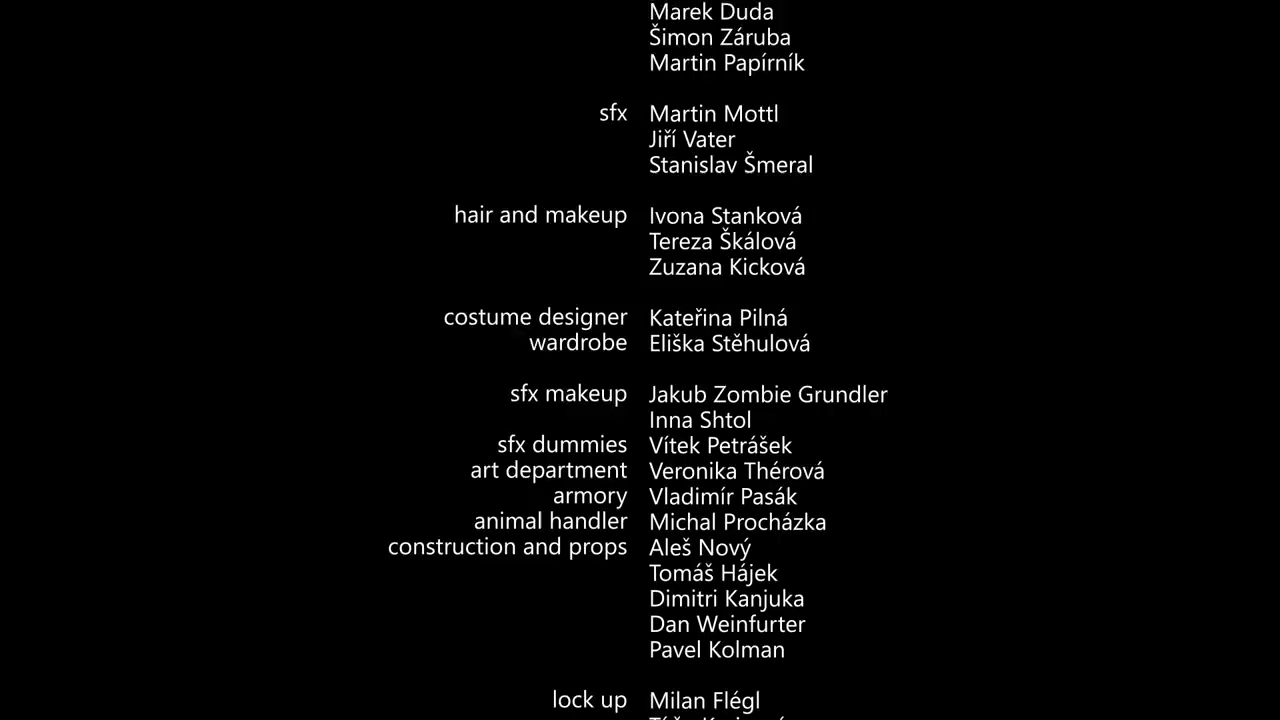 Marek Duda
Šimon Záruba
Martin Papírník
sfx Martin Mottl
Jiří Vater
Stanislav Šmeral
hair and makeup Ivona Stanková
Tereza Škálová
Zuzana Kicková
costume designer Kateřina Pilná
wardrobe Eliška Stěhulová
sfx makeup Jakub Zombie Grundler
Inna Shtol
sfx dummies Vítek Petrášek
art department Veronika Thérová
armory Vladimír Pasák
animal handler Michal Procházka
construction and props Aleš Nový
Tomáš Hájek
Dimitri Kanjuka
Dan Weinfurter
Pavel Kolman
lock up Milan Flégl